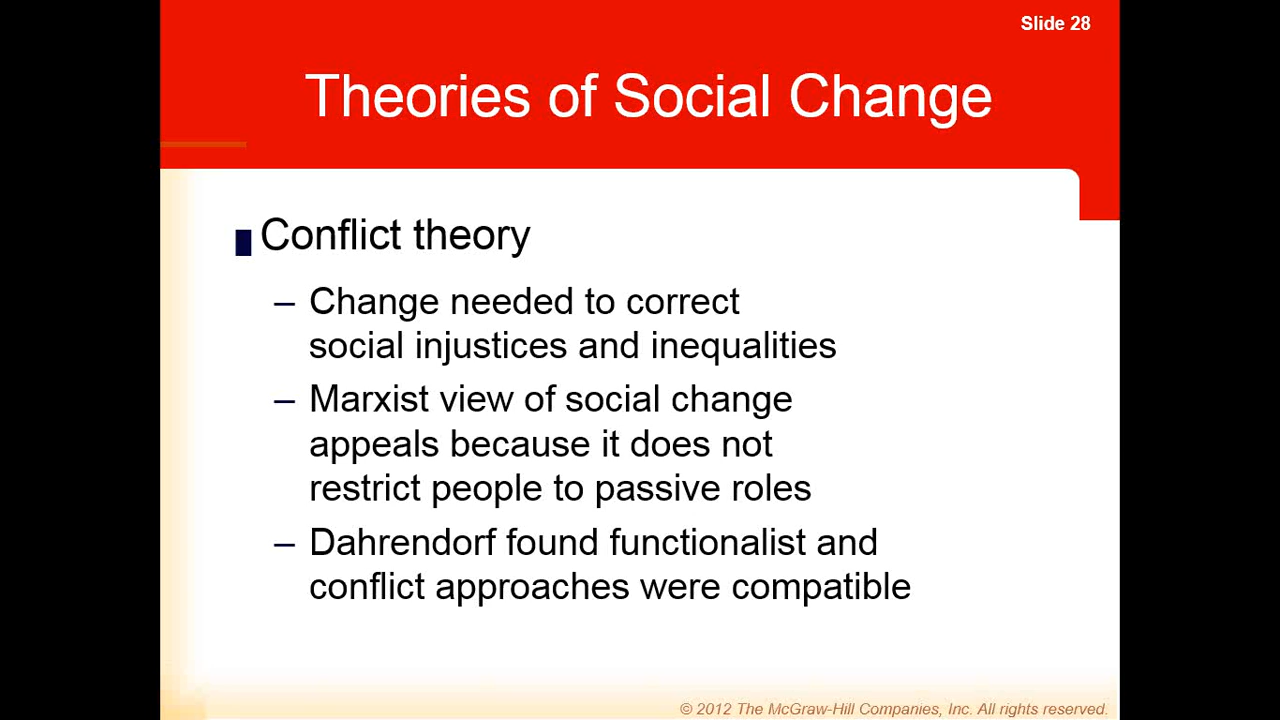 Slide 28
Theories of Social Change
Conflict theory
– Change needed to correct
social injustices and inequalities
– Marxist view of social change
appeals because it does not
restrict people to passive roles
– Dahrendorf found functionalist and
conflict approaches were compatible
© 2012 The McGraw-Hill Companies, Inc. All rights reserved.